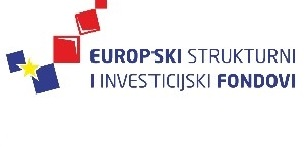 EUROPSKI STRUKTURNI
I INVESTICIJSKI FONDOVI